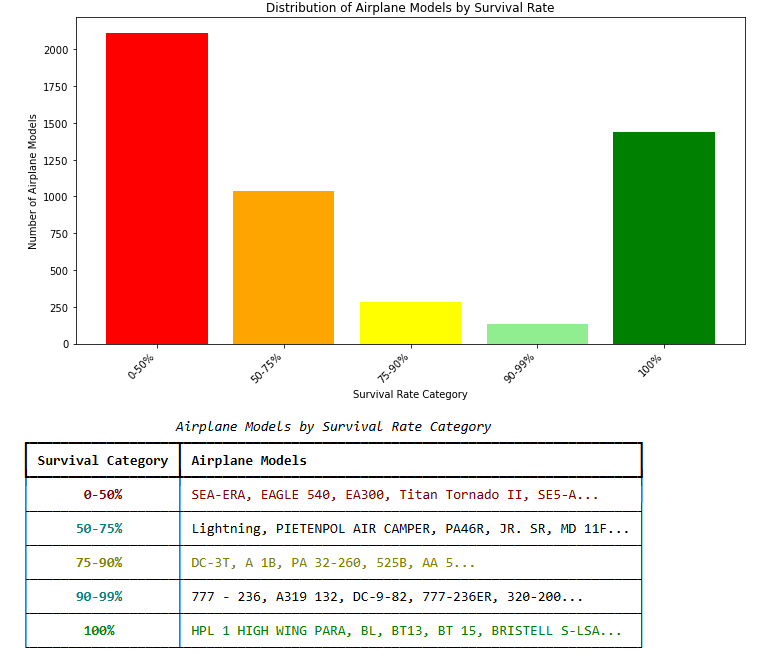 Distribution of Airplane Models by Survival Rate
Number of Airplane Models
2000
1750
1500
1250
1000
750
500
250
0
0-50%
50-75%
75-90%
90-99%
100%
Survival Rate Category
Airplane Models by Survival Rate Category
Survival Category Airplane Models
0-50% SEA-ERA, EAGLE 540, EA300, Titan Tornado II, SE5-A...
50-75% Lightning, PIETENPOL AIR CAMPER, PA46R, JR. SR, MD 11F...
75-90% DC-3T, A 1B, PA 32-260, 525B, AA 5...
90-99% 777 - 236, A319 132, DC-9-82, 777-236ER, 320-200...
100% HPL 1 HIGH WING PARA, BL, BT13, BT 15, BRISTELL S-LSA...